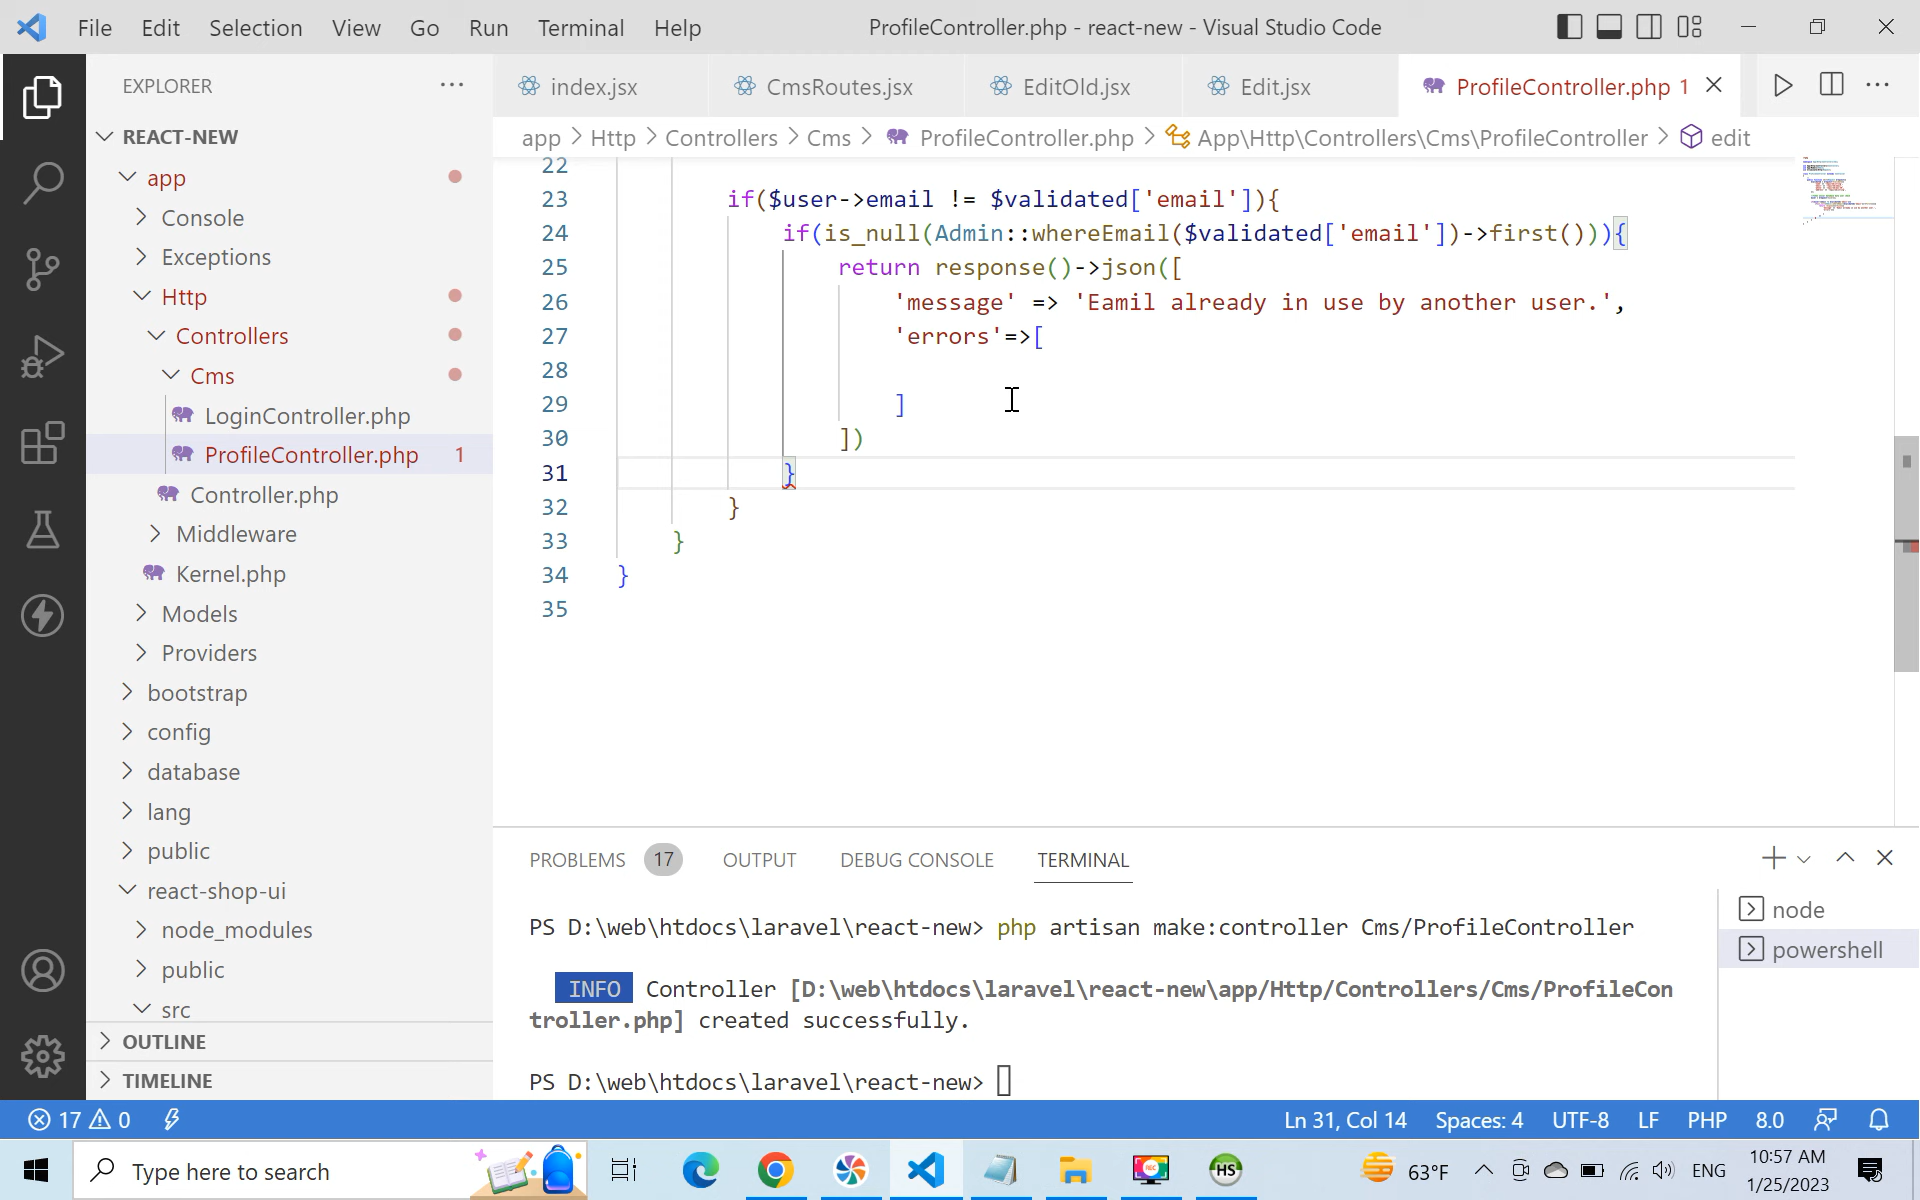 File Edit Selection View Go Run Terminal Help ProfileController.php - react-new - Visual Studio Code
EXPLORER
REACT-NEW
app
Console
Exceptions
Http
Controllers
Cms
LoginController.php
ProfileController.php 1
Controller.php
Middleware
Kernel.php
Models
Providers
bootstrap
config
database
lang
public
react-shop-ui
node_modules
public
src
OUTLINE
TIMELINE
index.jsx CmsRoutes.jsx EditOld.jsx Edit.jsx ProfileController.php 1
app > Http > Controllers > Cms > ProfileController.php > App\Http\Controllers\Cms\ProfileController > edit
22
23 if($user->email != $validated['email']){
24 if(is_null(Admin::whereEmail($validated['email'])->first())){
25 return response()->json([
26 'message' => 'Eamil already in use by another user.',
27 'errors'=>[
28
29 ]
30 ])
31 }
32 }
33 }
34 }
35
PROBLEMS 17 OUTPUT DEBUG CONSOLE TERMINAL
PS D:\web\htdocs\laravel\react-new> php artisan make:controller Cms/ProfileController
INFO Controller [D:\web\htdocs\laravel\react-new\app/Http/Controllers/Cms/ProfileCon
troller.php] created successfully.
PS D:\web\htdocs\laravel\react-new>
node
powershell
17 0 Ln 31, Col 14 Spaces: 4 UTF-8 LF PHP 8.0
Type here to search
HS
63°F
ENG
10:57 AM
1/25/2023